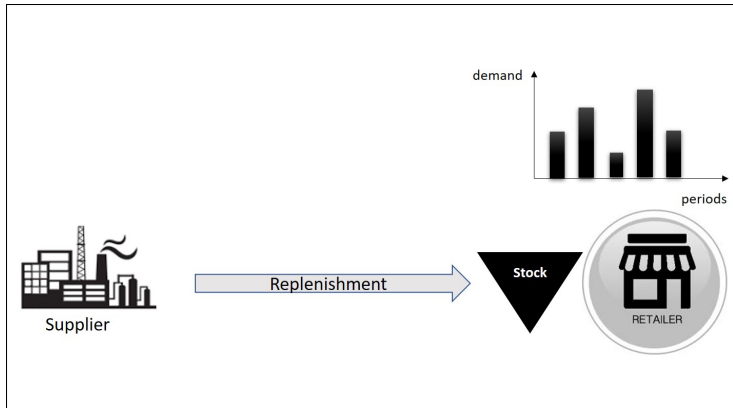 demand
periods
Replenishment
Stock
RETAILER
Supplier